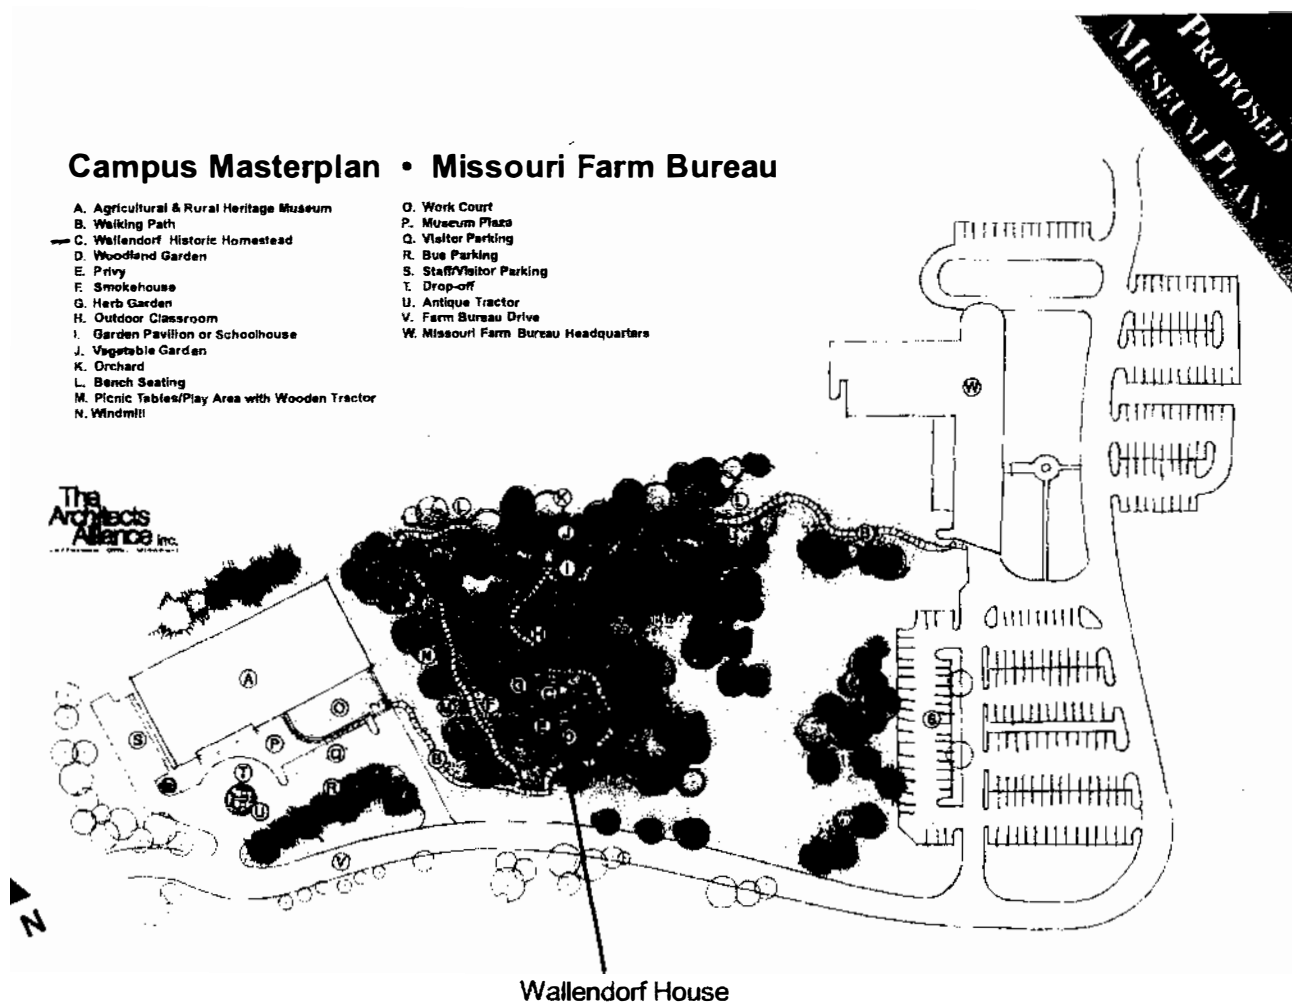 PROPOSED
MUSEUM PLAN
Campus Masterplan • Missouri Farm Bureau
A. Agricultural & Rural Heritage Museum
B. Walking Path
C. Wallendorf Historic Homestead
D. Woodland Garden
E. Privy
F. Smokehouse
G. Herb Garden
H. Outdoor Classroom
I. Garden Pavilion or Schoolhouse
J. Vegetable Garden
K. Orchard
L. Bench Seating
M. Picnic Tables/Play Area with Wooden Tractor
N. Windmill
O. Work Court
P. Museum Plaza
Q. Visitor Parking
R. Bus Parking
S. Staff/Visitor Parking
T. Drop-off
U. Antique Tractor
V. Farm Bureau Drive
W. Missouri Farm Bureau Headquarters
The
Architects
Alliance inc.
W
L
K
L
J
B
I
H
N
A
O
S
P
Q
B
T
R
U
V
N
Wallendorf House